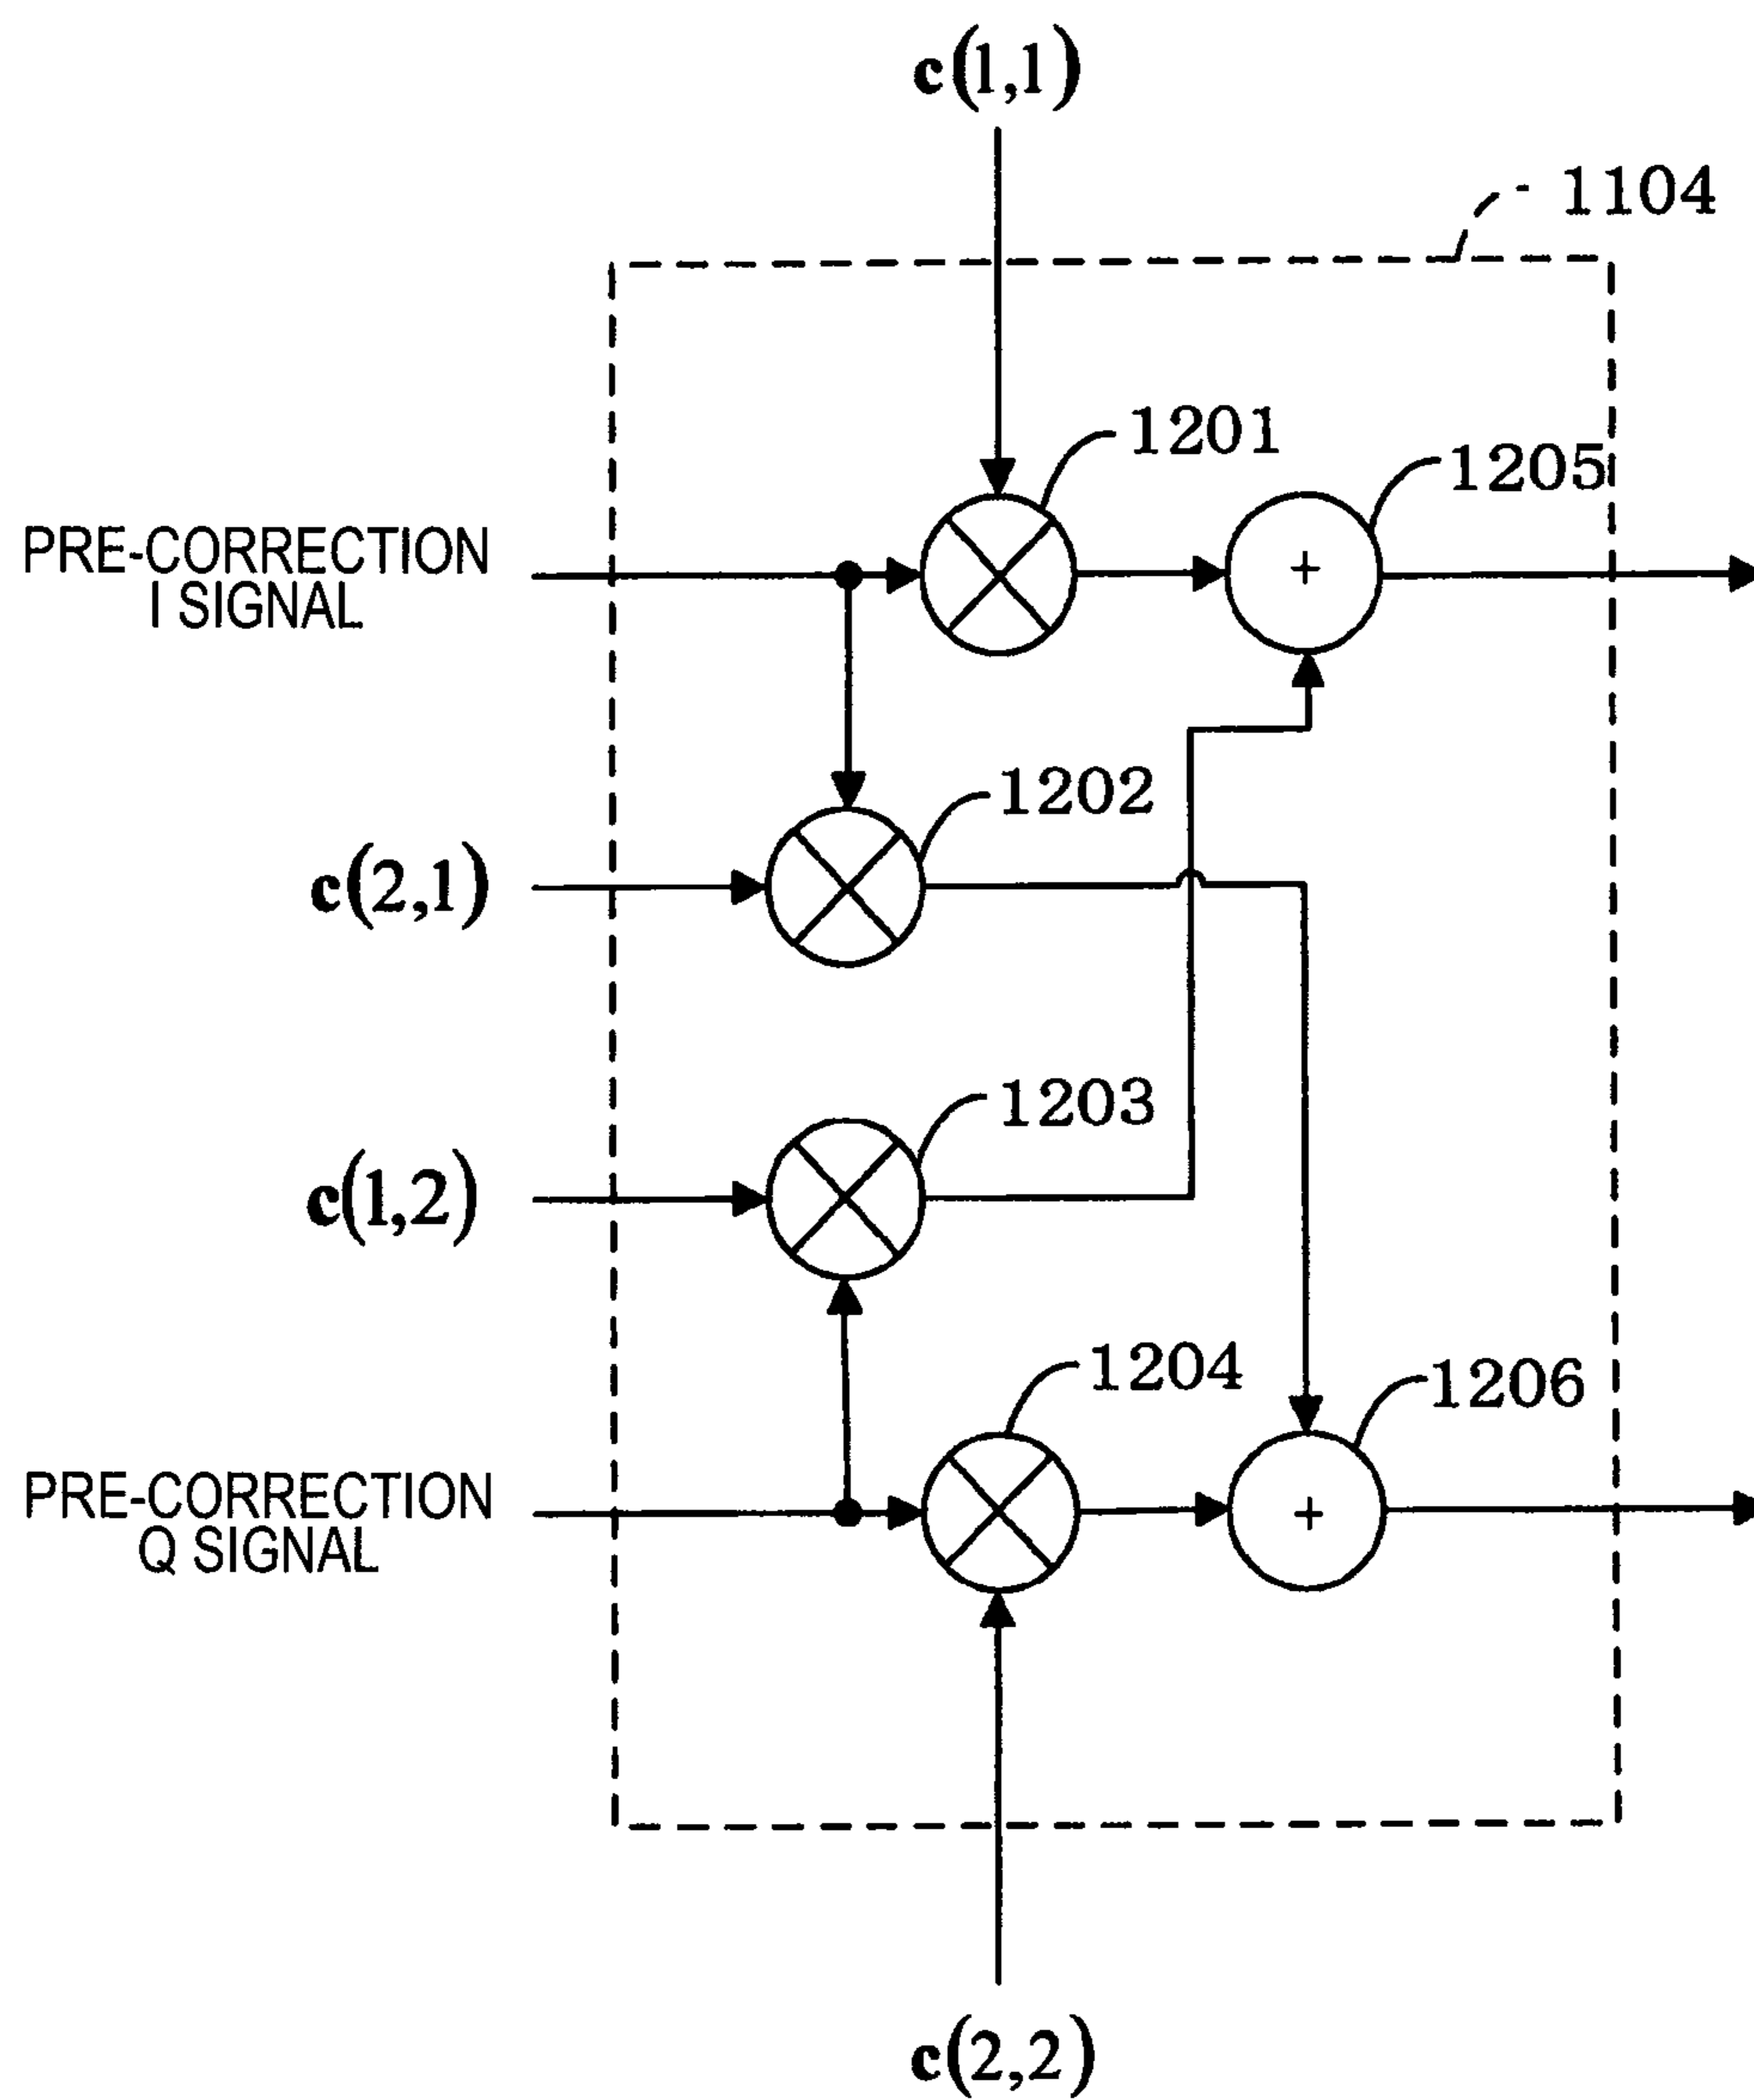 c(1,1)
1104
1201
1205
PRE-CORRECTION
I SIGNAL
+
1202
c(2,1)
1203
c(1,2)
1204
1206
PRE-CORRECTION
Q SIGNAL
+
c(2,2)